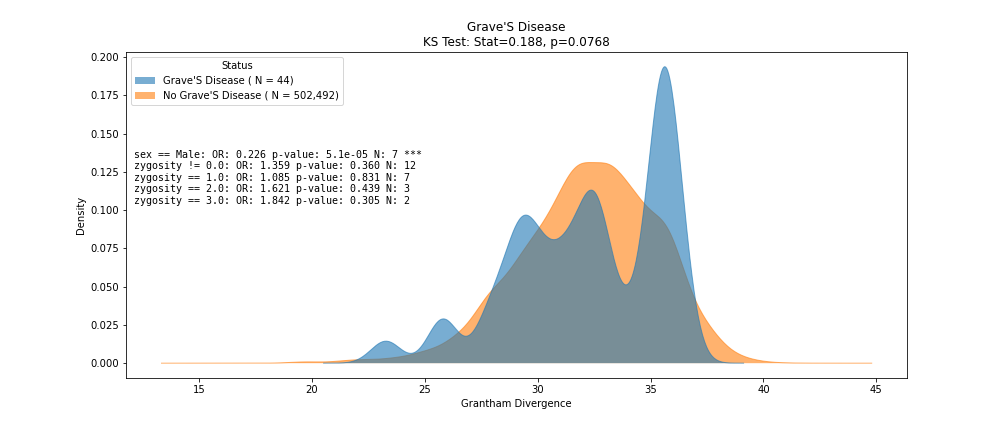 Grave'S Disease
KS Test: Stat=0.188, p=0.0768
Status
Grave'S Disease ( N = 44)
No Grave'S Disease ( N = 502,492)
sex == Male: OR: 0.226 p-value: 5.1e-05 N: 7 ***
zygosity != 0.0: OR: 1.359 p-value: 0.360 N: 12
zygosity == 1.0: OR: 1.085 p-value: 0.831 N: 7
zygosity == 2.0: OR: 1.621 p-value: 0.439 N: 3
zygosity == 3.0: OR: 1.842 p-value: 0.305 N: 2
Density
0.200
0.175
0.150
0.125
0.100
0.075
0.050
0.025
0.000
15 20 25 30 35 40 45
Grantham Divergence